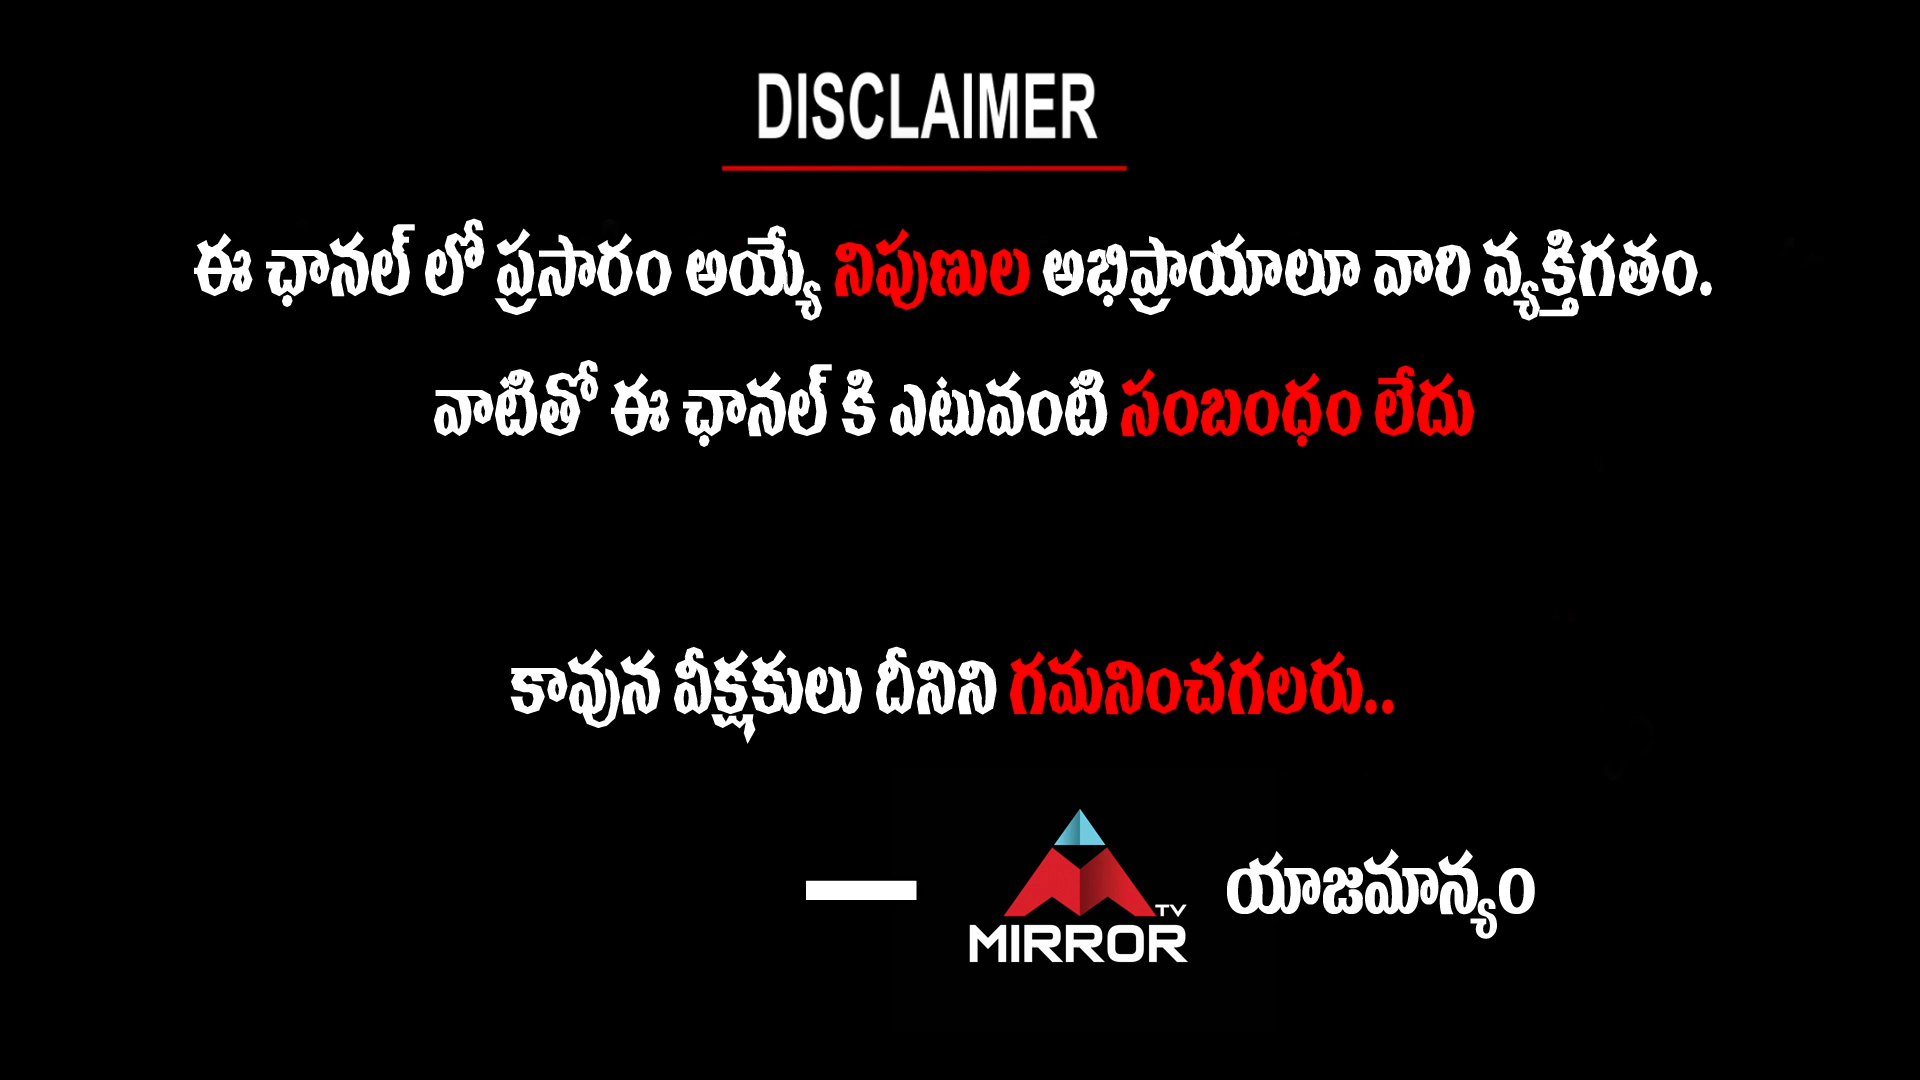 DISCLAIMER
ఈ ఛానల్ లో ప్రసారం అయ్యే నిపుణుల అభిప్రాయాలూ వారి వ్యక్తిగతం.
వాటితో ఈ ఛానల్ కి ఎటువంటి సంబంధం లేదు
కావున వీక్షకులు దీనిని గమనించగలరు..
— MIRROR TV యాజమాన్యం